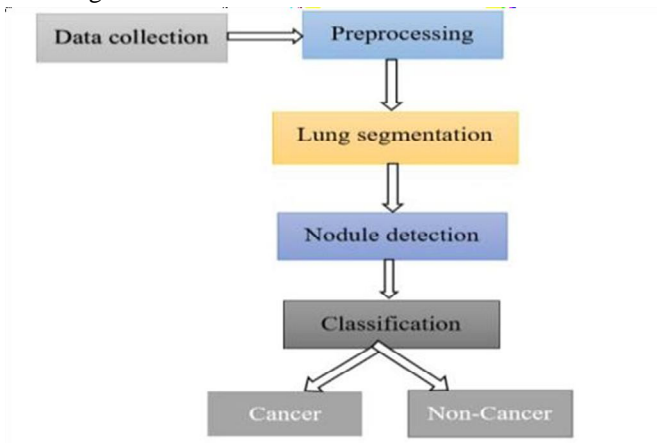 Data collection
Preprocessing
Lung segmentation
Nodule detection
Classification
Cancer
Non-Cancer